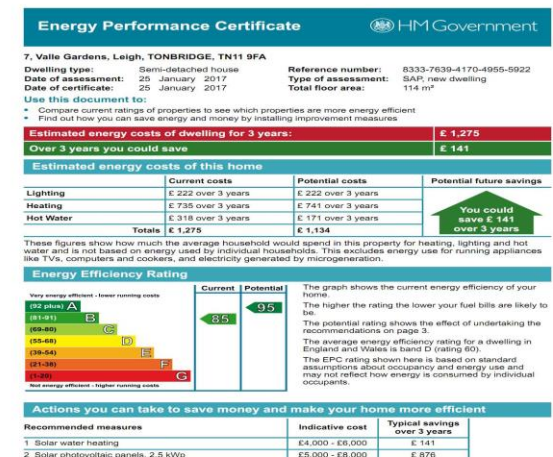 Energy Performance Certificate
HM Government
7, Valle Gardens, Leigh, TONBRIDGE, TN11 9FA
Dwelling type: Semi-detached house
Date of assessment: 25 January 2017
Date of certificate: 25 January 2017
Reference number: 8333-7639-4170-4955-5922
Type of assessment: SAP, new dwelling
Total floor area: 114 m²
Use this document to:
• Compare current ratings of properties to see which properties are more energy efficient
• Find out how you can save energy and money by installing improvement measures
Estimated energy costs of dwelling for 3 years: £ 1,275
Over 3 years you could save £ 141
Estimated energy costs of this home
Current costs Potential costs Potential future savings
Lighting £ 222 over 3 years £ 222 over 3 years
Heating £ 735 over 3 years £ 741 over 3 years
Hot Water £ 318 over 3 years £ 171 over 3 years
Totals £ 1,275 £ 1,134
You could
save £ 141
over 3 years
These figures show how much the average household would spend in this property for heating, lighting and hot
water and is not based on energy used by individual households. This excludes energy use for running appliances
like TVs, computers and cookers, and electricity generated by microgeneration.
Energy Efficiency Rating
Current Potential
Very energy efficient - lower running costs
(92 plus) A
(81-91) B
(69-80) C
(55-68) D
(39-54) E
(21-38) F
(1-20) G
Not energy efficient - higher running costs
85
95
The graph shows the current energy efficiency of your
home.
The higher the rating the lower your fuel bills are likely to
be.
The potential rating shows the effect of undertaking the
recommendations on page 3.
The average energy efficiency rating for a dwelling in
England and Wales is band D (rating 60).
The EPC rating shown here is based on standard
assumptions about occupancy and energy use and
may not reflect how energy is consumed by individual
occupants.
Actions you can take to save money and make your home more efficient
Recommended measures Indicative cost Typical savings
over 3 years
1 Solar water heating £4,000 - £6,000 £ 141
2 Solar photovoltaic panels, 2.5 kWp £5,000 - £8,000 £ 876